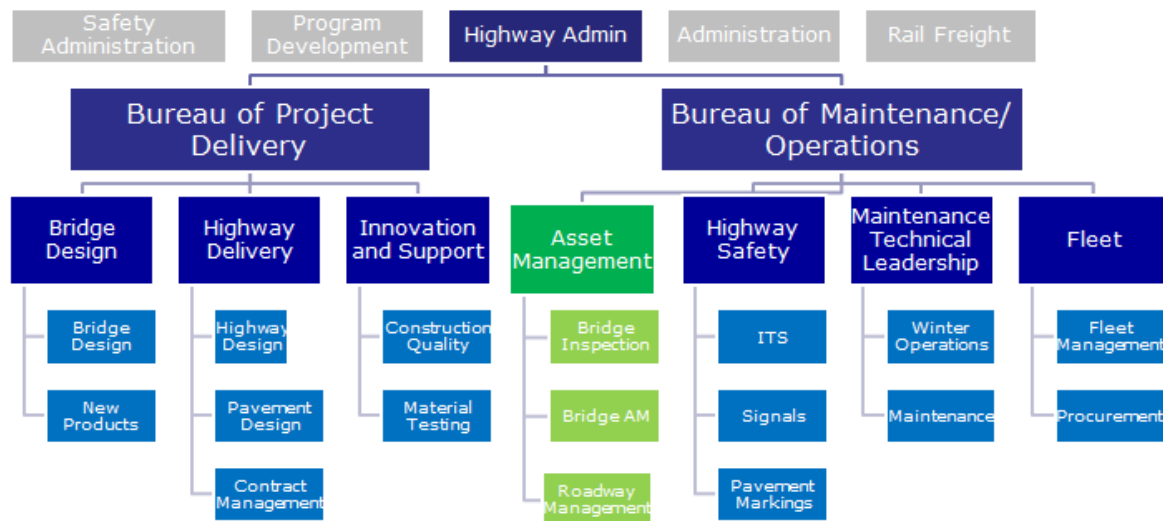 Safety
Administration
Program
Development
Highway Admin
Administration
Rail Freight
Bureau of Project
Delivery
Bureau of Maintenance/
Operations
Bridge
Design
Highway
Delivery
Innovation
and Support
Asset
Management
Highway
Safety
Maintenance
Technical
Leadership
Fleet
Bridge
Design
Highway
Design
Construction
Quality
Bridge
Inspection
ITS
Winter
Operations
Fleet
Management
New
Products
Pavement
Design
Material
Testing
Bridge AM
Signals
Maintenance
Procurement
Contract
Management
Roadway
Management
Pavement
Markings